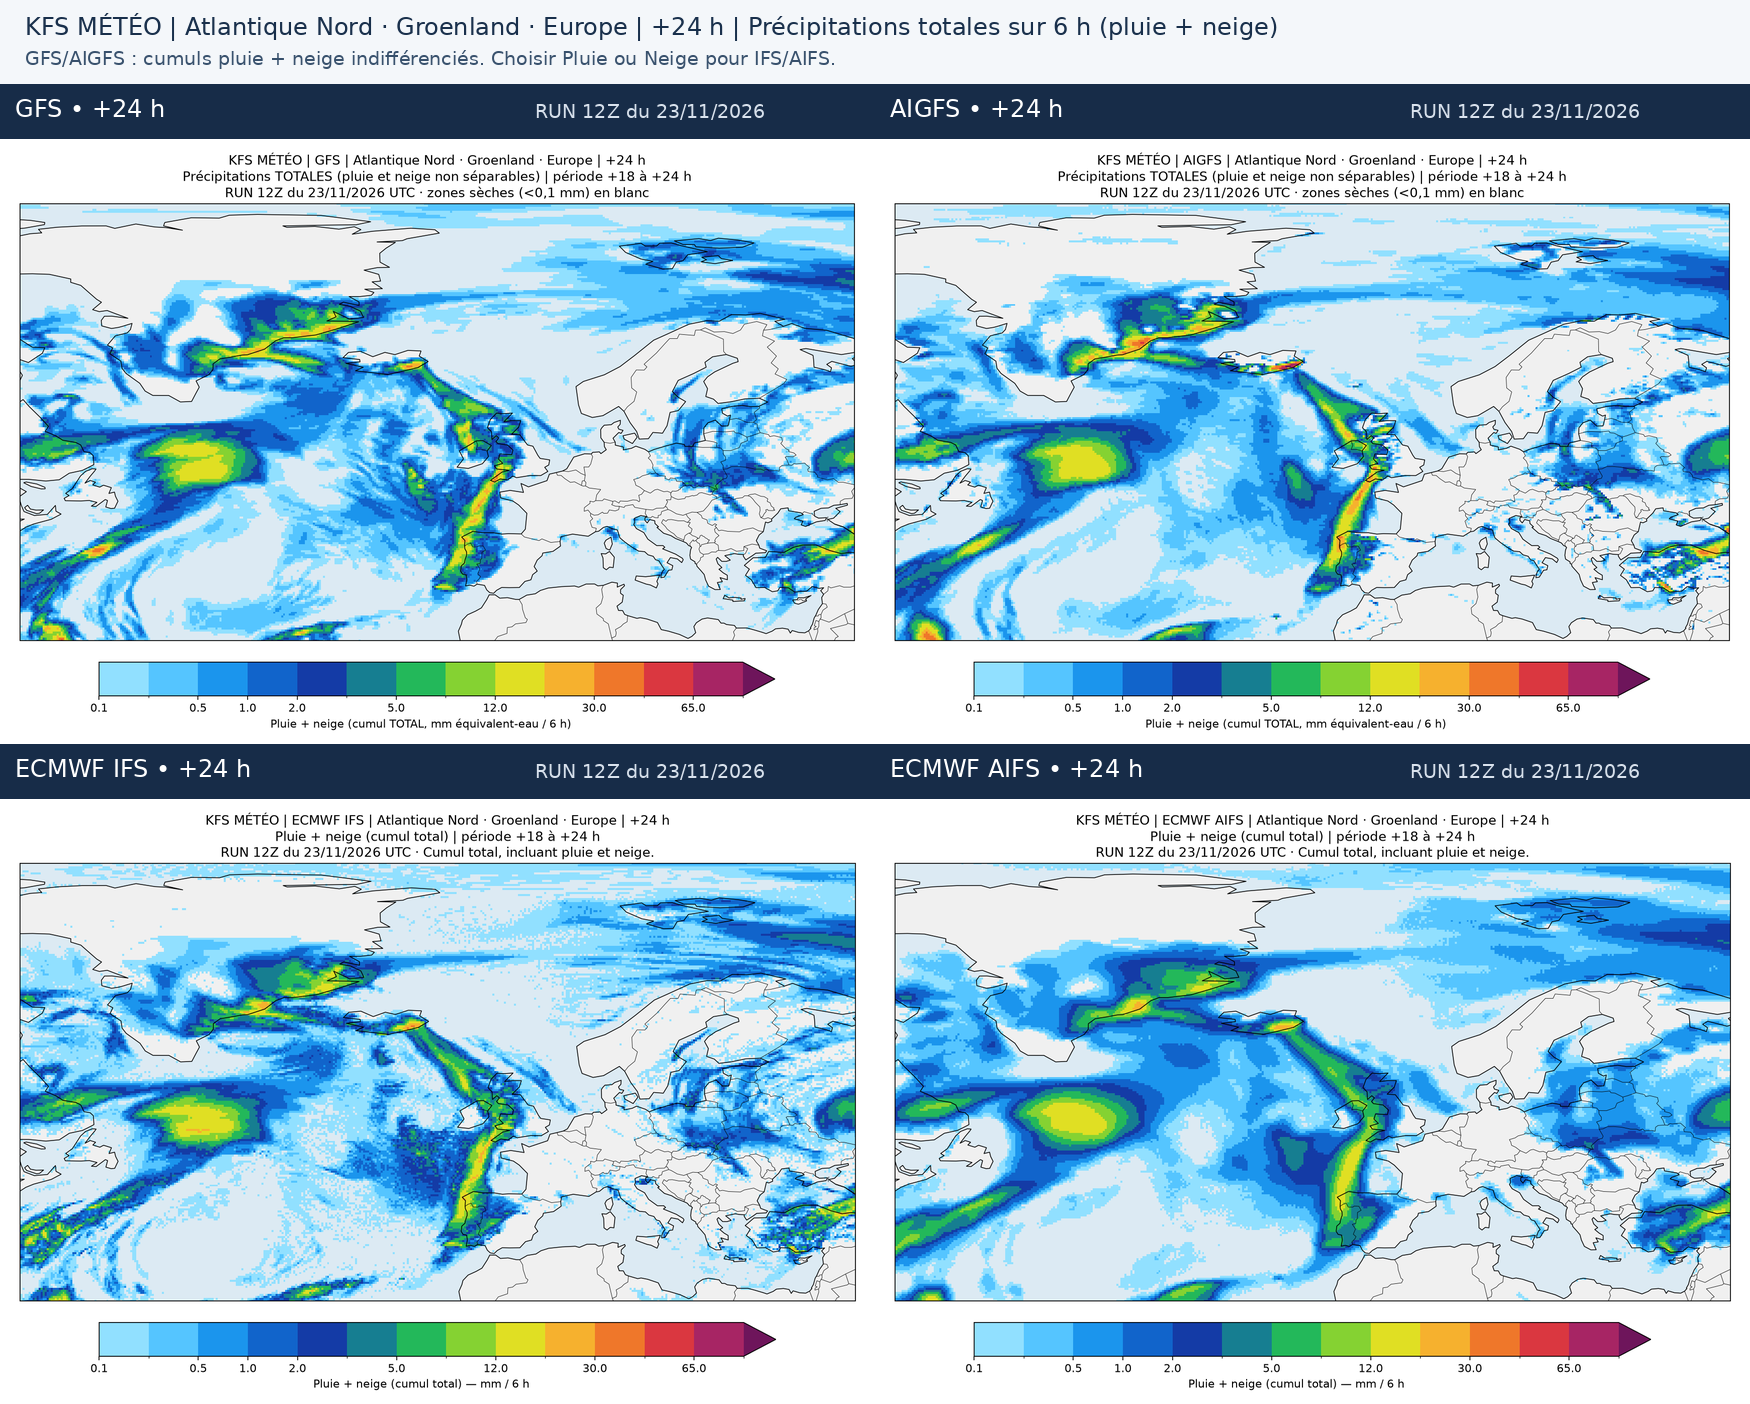 KFS MÉTÉO | Atlantique Nord · Groenland · Europe | +24 h | Précipitations totales sur 6 h (pluie + neige)
GFS/AIGFS : cumuls pluie + neige indifférenciés. Choisir Pluie ou Neige pour IFS/AIFS.
GFS • +24 h RUN 12Z du 23/11/2026
KFS MÉTÉO | GFS | Atlantique Nord · Groenland · Europe | +24 h
Précipitations TOTALES (pluie et neige non séparables) | période +18 à +24 h
RUN 12Z du 23/11/2026 UTC · zones sèches (<0,1 mm) en blanc
0.1 0.5 1.0 2.0 5.0 12.0 30.0 65.0
Pluie + neige (cumul TOTAL, mm équivalent-eau / 6 h)
AIGFS • +24 h RUN 12Z du 23/11/2026
KFS MÉTÉO | AIGFS | Atlantique Nord · Groenland · Europe | +24 h
Précipitations TOTALES (pluie et neige non séparables) | période +18 à +24 h
RUN 12Z du 23/11/2026 UTC · zones sèches (<0,1 mm) en blanc
0.1 0.5 1.0 2.0 5.0 12.0 30.0 65.0
Pluie + neige (cumul TOTAL, mm équivalent-eau / 6 h)
ECMWF IFS • +24 h RUN 12Z du 23/11/2026
KFS MÉTÉO | ECMWF IFS | Atlantique Nord · Groenland · Europe | +24 h
Pluie + neige (cumul total) | période +18 à +24 h
RUN 12Z du 23/11/2026 UTC · Cumul total, incluant pluie et neige.
0.1 0.5 1.0 2.0 5.0 12.0 30.0 65.0
Pluie + neige (cumul total) — mm / 6 h
ECMWF AIFS • +24 h RUN 12Z du 23/11/2026
KFS MÉTÉO | ECMWF AIFS | Atlantique Nord · Groenland · Europe | +24 h
Pluie + neige (cumul total) | période +18 à +24 h
RUN 12Z du 23/11/2026 UTC · Cumul total, incluant pluie et neige.
0.1 0.5 1.0 2.0 5.0 12.0 30.0 65.0
Pluie + neige (cumul total) — mm / 6 h